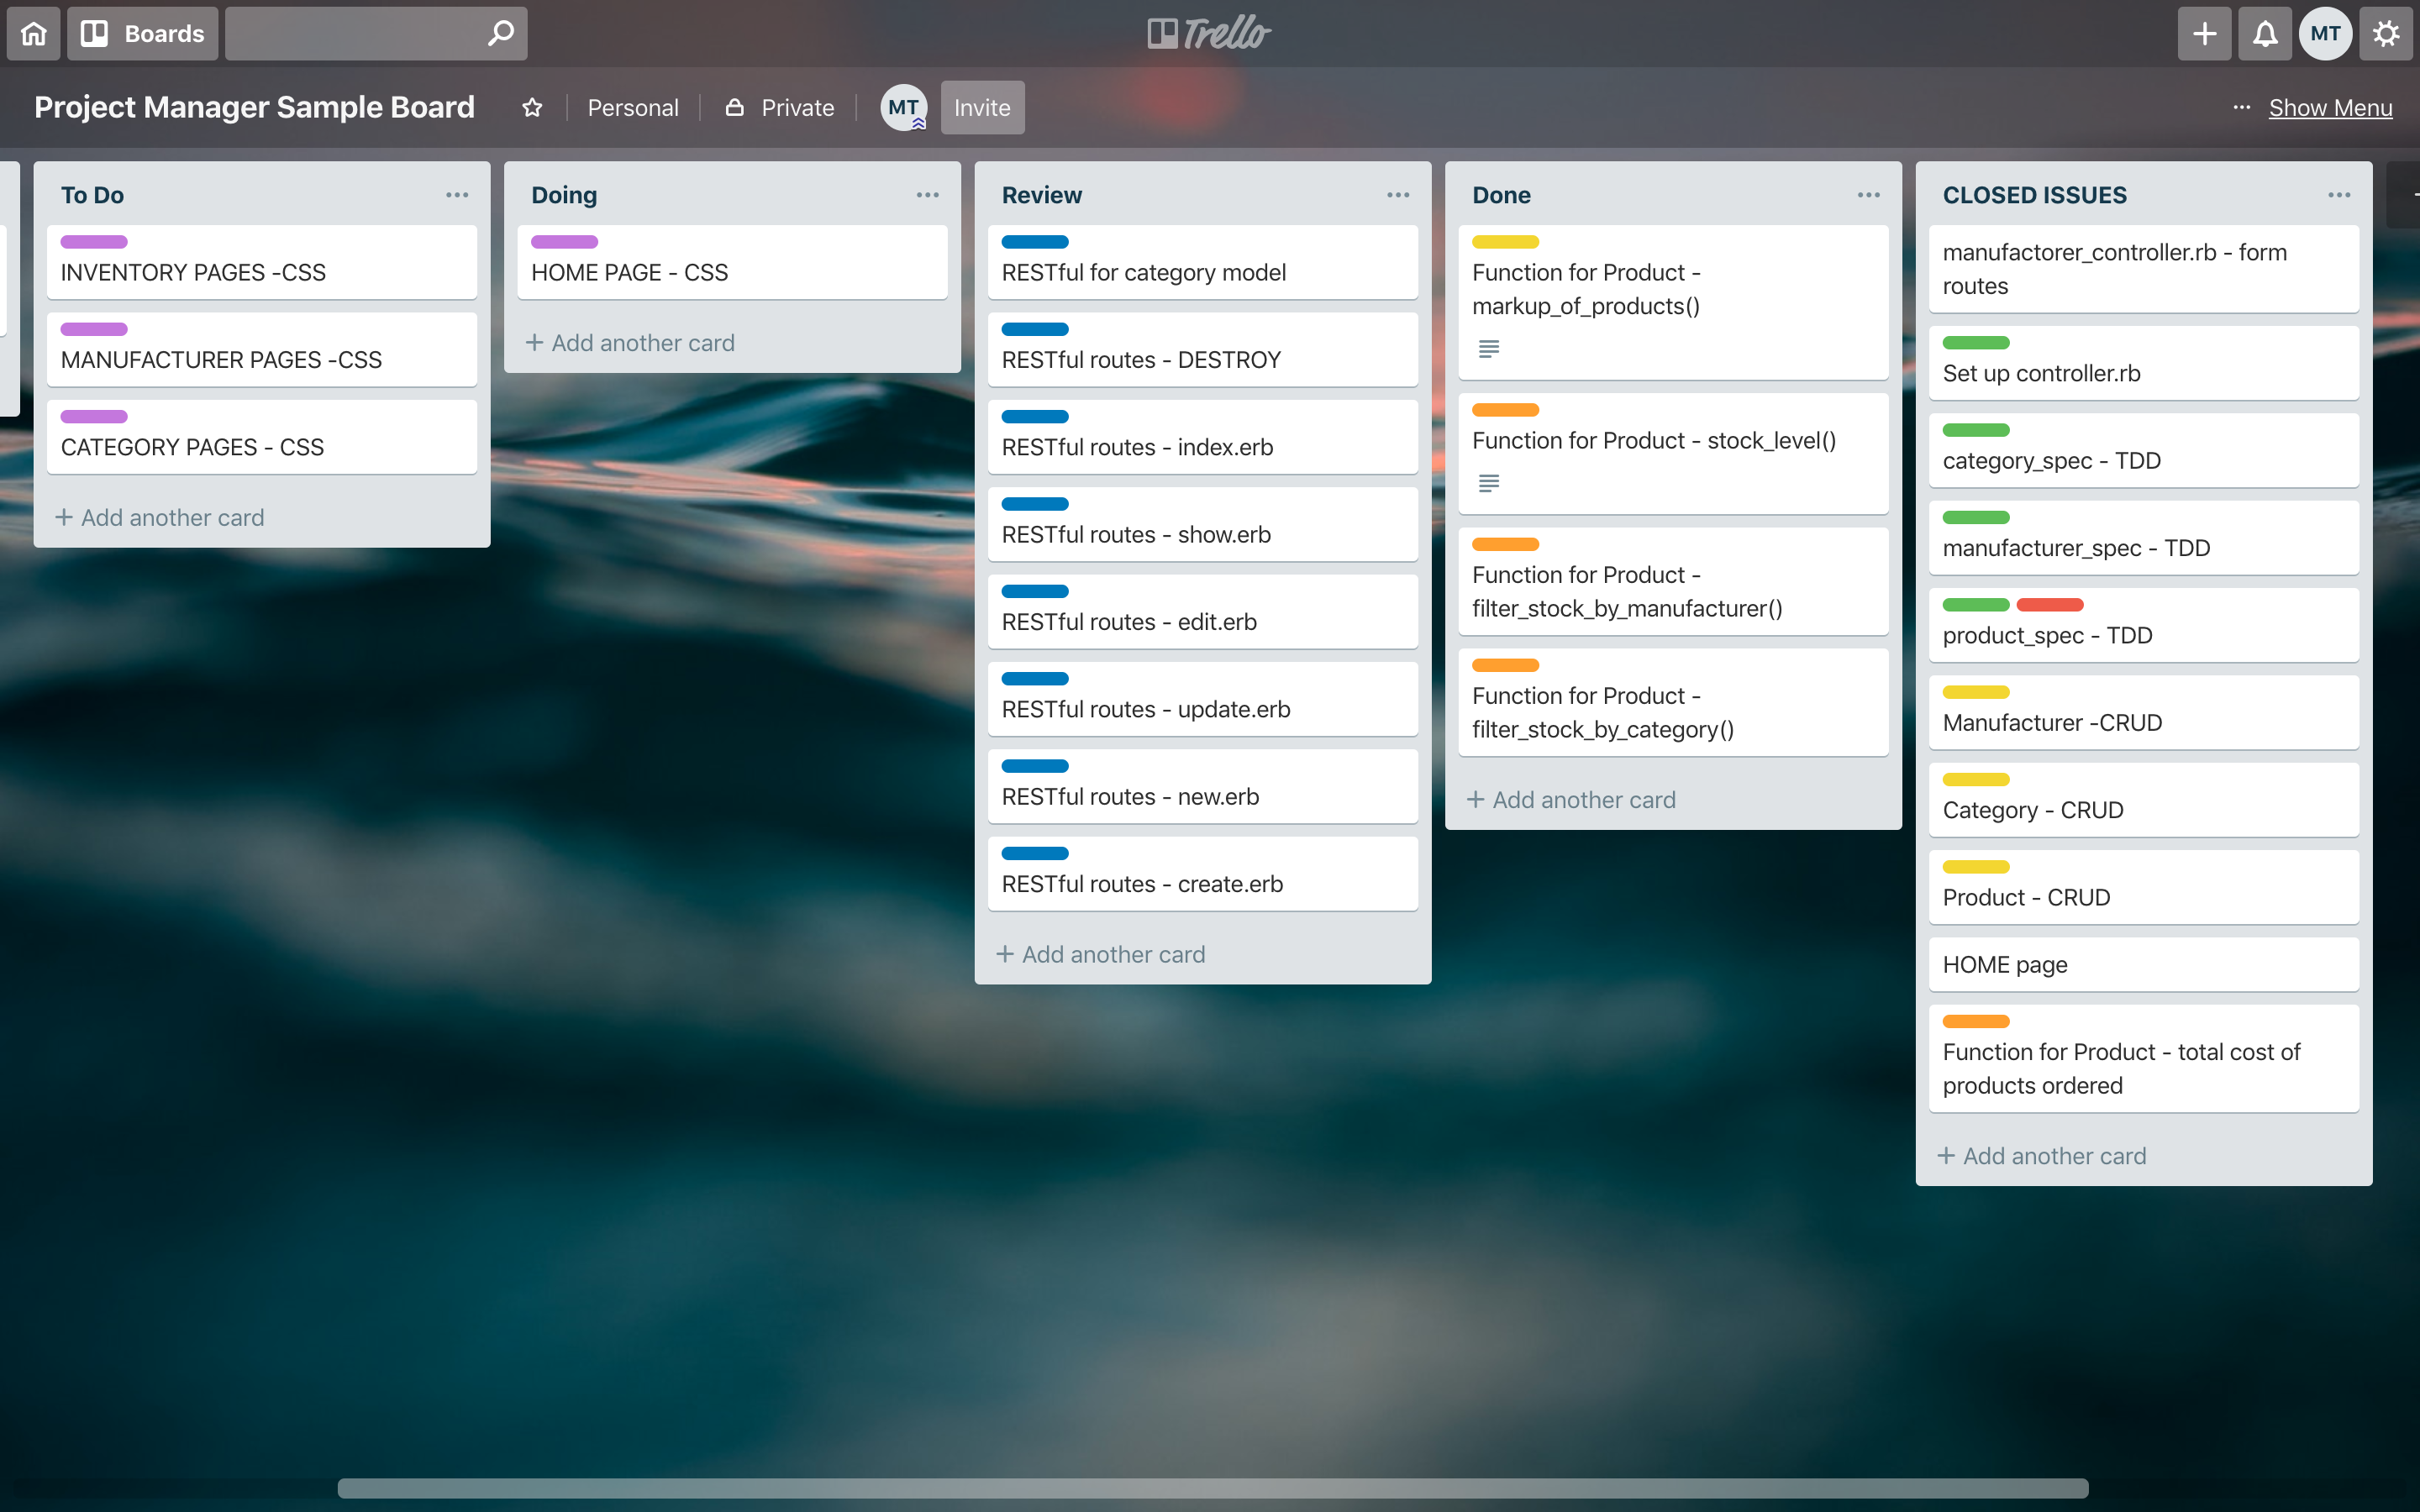 Boards
Trello
MT
Project Manager Sample Board
Personal
Private
MT
Invite
... Show Menu
To Do
INVENTORY PAGES -CSS
MANUFACTURER PAGES -CSS
CATEGORY PAGES - CSS
+ Add another card
Doing
HOME PAGE - CSS
+ Add another card
Review
RESTful for category model
RESTful routes - DESTROY
RESTful routes - index.erb
RESTful routes - show.erb
RESTful routes - edit.erb
RESTful routes - update.erb
RESTful routes - new.erb
RESTful routes - create.erb
+ Add another card
Done
Function for Product -
markup_of_products()
Function for Product - stock_level()
Function for Product -
filter_stock_by_manufacturer()
Function for Product -
filter_stock_by_category()
+ Add another card
CLOSED ISSUES
manufactorer_controller.rb - form
routes
Set up controller.rb
category_spec - TDD
manufacturer_spec - TDD
product_spec - TDD
Manufacturer -CRUD
Category - CRUD
Product - CRUD
HOME page
Function for Product - total cost of
products ordered
+ Add another card